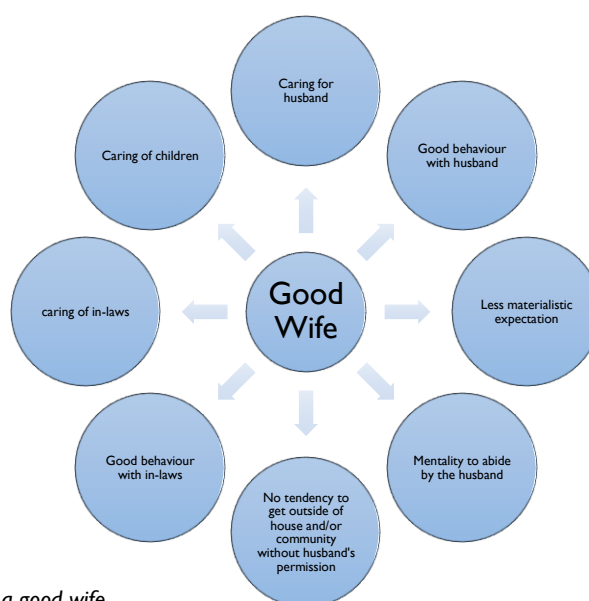 Caring for
husband
Good behaviour
with husband
Less materialistic
expectation
Mentality to abide
by the husband
No tendency to
get outside of
house and/or
community
without husband's
permission
Good behaviour
with in-laws
caring of in-laws
Caring of children
Good
Wife
a good wife